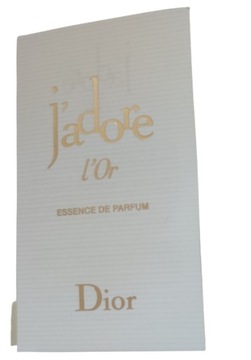 j'adore
l'Or
ESSENCE DE PARFUM
Dior